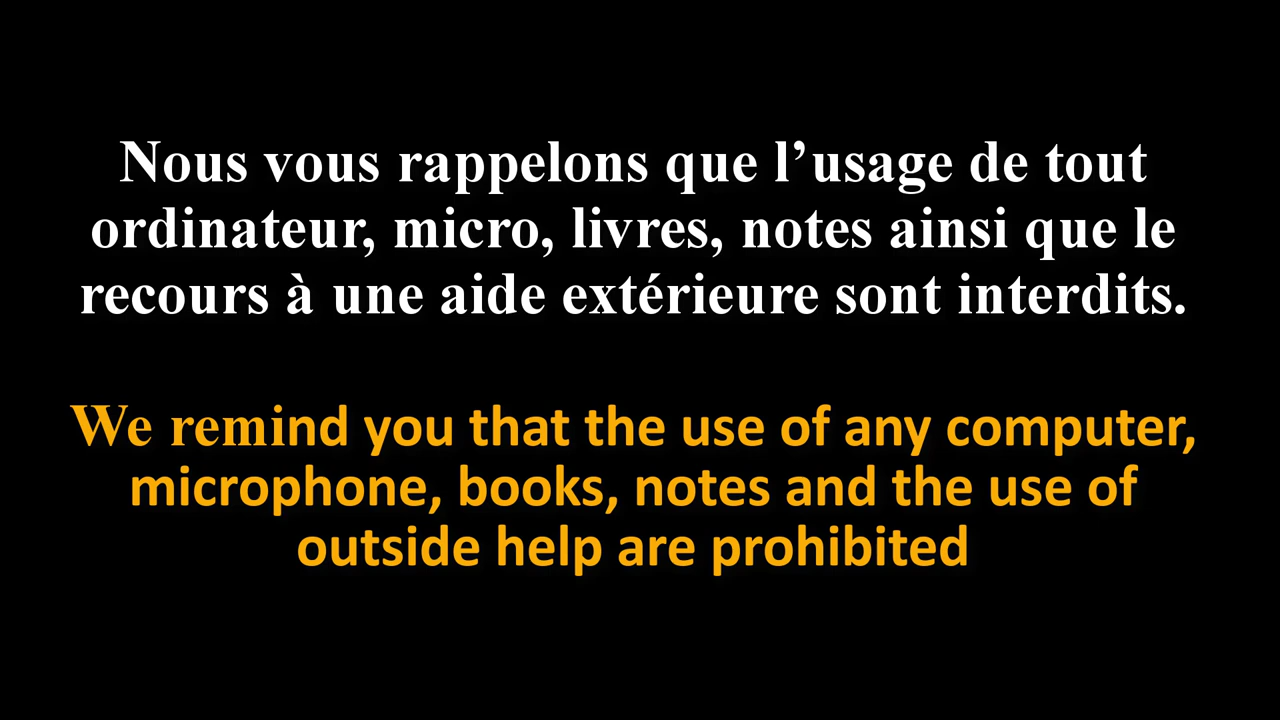 Nous vous rappelons que l’usage de tout
ordinateur, micro, livres, notes ainsi que le
recours à une aide extérieure sont interdits.
We remind you that the use of any computer,
microphone, books, notes and the use of
outside help are prohibited